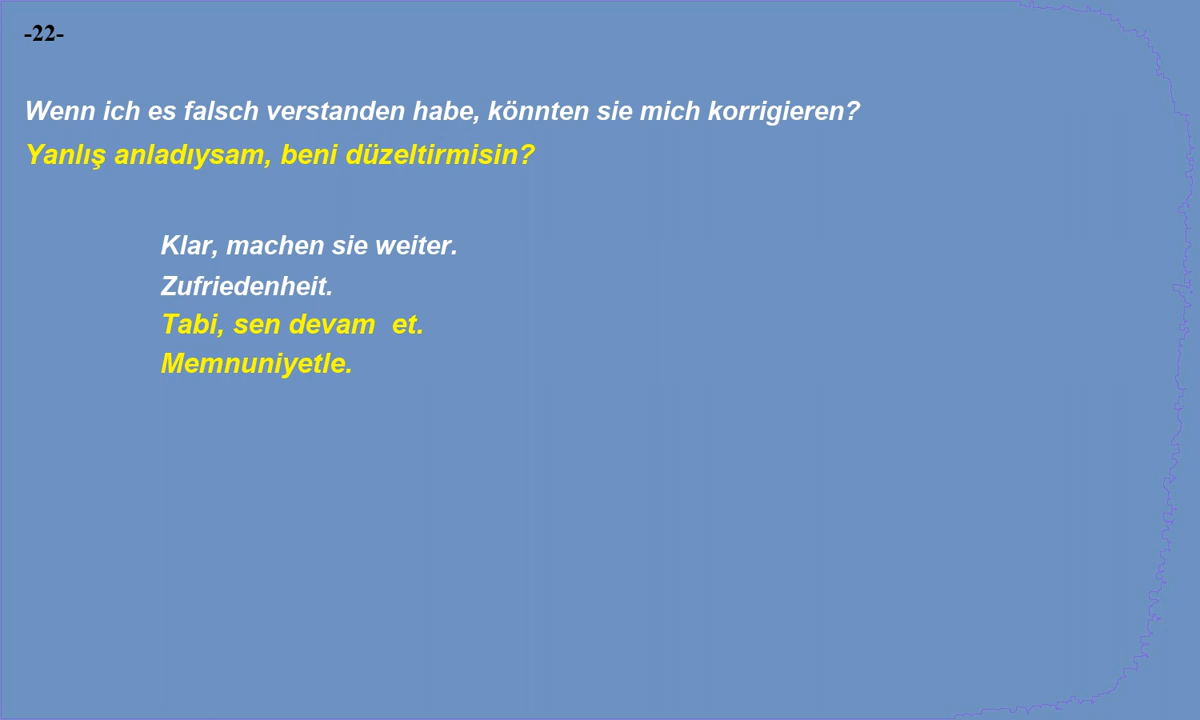 -22-
Wenn ich es falsch verstanden habe, könnten sie mich korrigieren?
Yanlış anladıysam, beni düzeltirmisin?
Klar, machen sie weiter.
Zufriedenheit.
Tabi, sen devam  et.
Memnuniyetle.